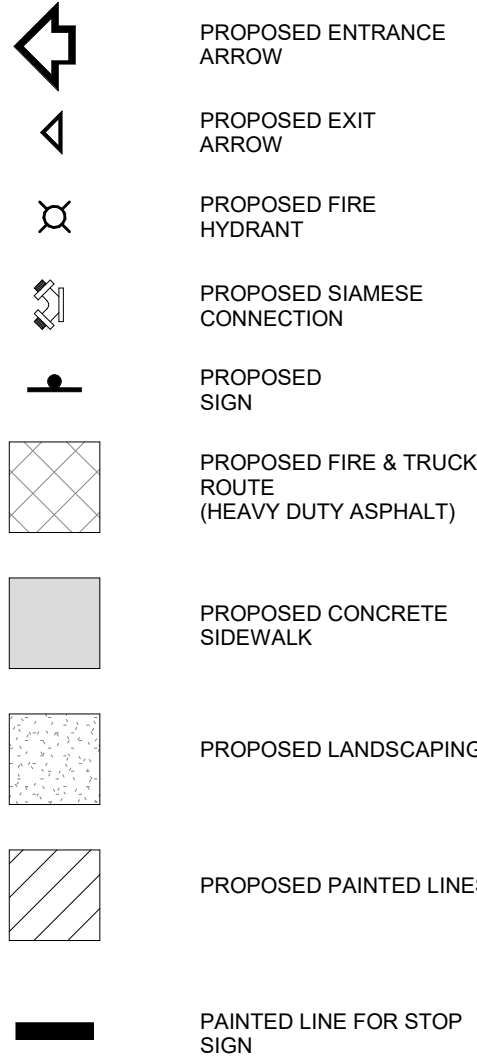 PROPOSED ENTRANCE
ARROW
PROPOSED EXIT
ARROW
PROPOSED FIRE
HYDRANT
PROPOSED SIAMESE
CONNECTION
PROPOSED
SIGN
PROPOSED FIRE & TRUCK
ROUTE
(HEAVY DUTY ASPHALT)
PROPOSED CONCRETE
SIDEWALK
PROPOSED LANDSCAPING
PROPOSED PAINTED LINES
PAINTED LINE FOR STOP
SIGN